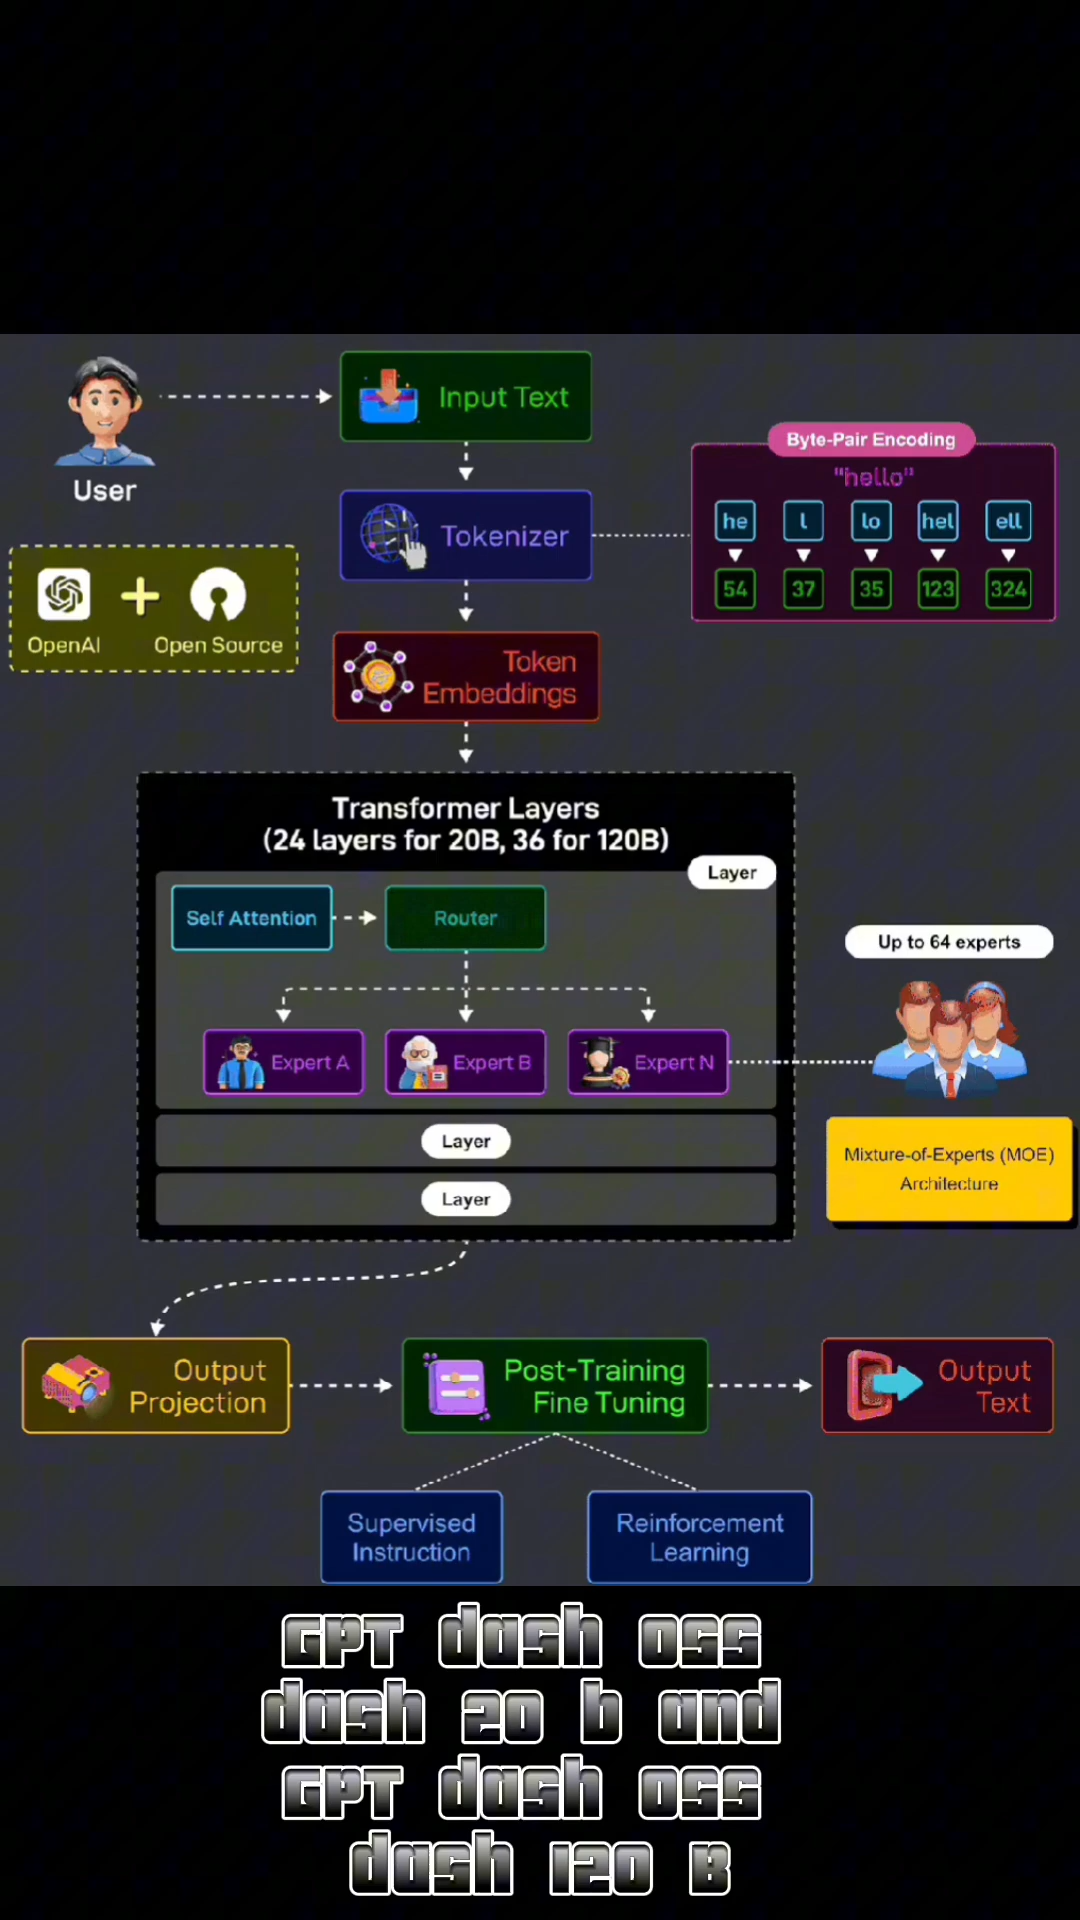 Input Text
User
Byte-Pair Encoding
"hello"
he l lo hel ell
54 37 35 123 324
Tokenizer
OpenAI Open Source
Token
Embeddings
Transformer Layers
(24 layers for 20B, 36 for 120B)
Layer
Self Attention
Router
Up to 64 experts
Expert A
Expert B
Expert N
Layer
Layer
Mixture-of-Experts (MOE)
Architecture
Output
Projection
Post-Training
Fine Tuning
Output
Text
Supervised
Instruction
Reinforcement
Learning
GPT dash oss
dash 20 b and
GPT dash oss
dash 120 B